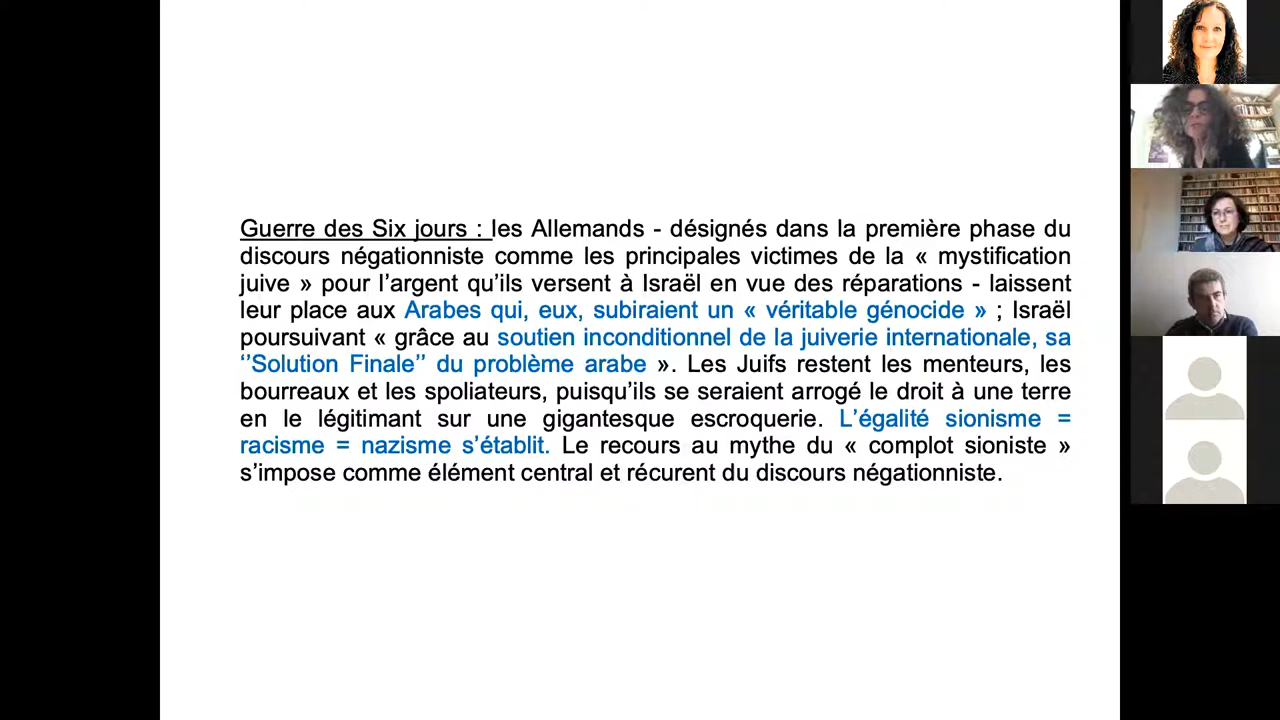 Guerre des Six jours : les Allemands - désignés dans la première phase du
discours négationniste comme les principales victimes de la « mystification
juive » pour l’argent qu’ils versent à Israël en vue des réparations - laissent
leur place aux Arabes qui, eux, subiraient un « véritable génocide » ; Israël
poursuivant « grâce au soutien inconditionnel de la juiverie internationale, sa
‘’Solution Finale’’ du problème arabe ». Les Juifs restent les menteurs, les
bourreaux et les spoliateurs, puisqu’ils se seraient arrogé le droit à une terre
en le légitimant sur une gigantesque escroquerie. L’égalité sionisme =
racisme = nazisme s’établit. Le recours au mythe du « complot sioniste »
s’impose comme élément central et récurent du discours négationniste.